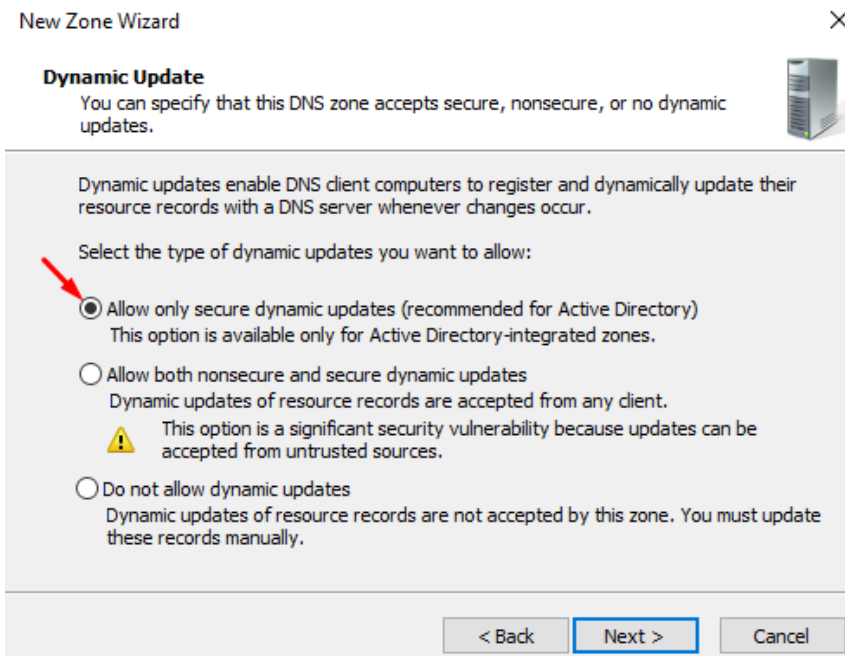 New Zone Wizard
Dynamic Update
You can specify that this DNS zone accepts secure, nonsecure, or no dynamic
updates.
Dynamic updates enable DNS client computers to register and dynamically update their
resource records with a DNS server whenever changes occur.
Select the type of dynamic updates you want to allow:
Allow only secure dynamic updates (recommended for Active Directory)
This option is available only for Active Directory-integrated zones.
Allow both nonsecure and secure dynamic updates
Dynamic updates of resource records are accepted from any client.
This option is a significant security vulnerability because updates can be
accepted from untrusted sources.
Do not allow dynamic updates
Dynamic updates of resource records are not accepted by this zone. You must update
these records manually.
< Back Next > Cancel